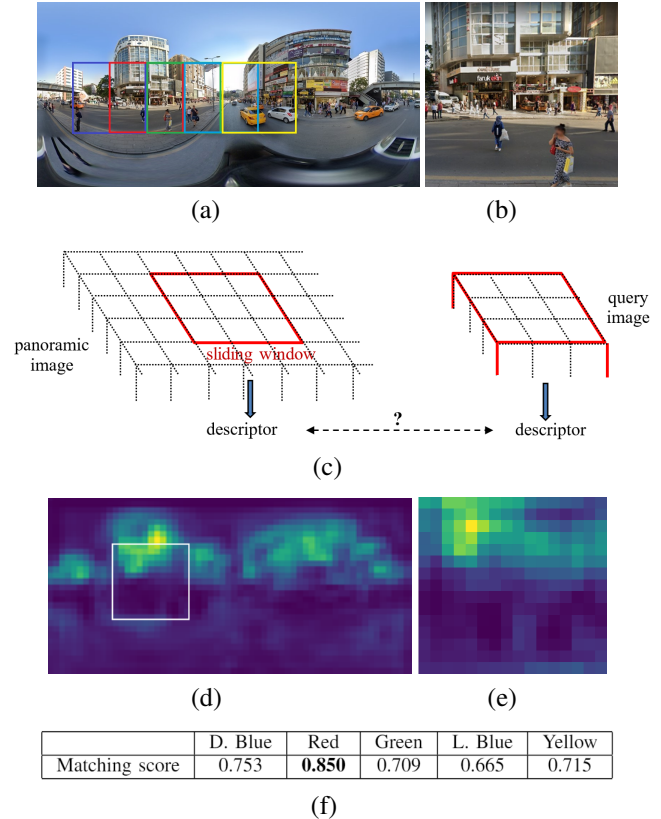 faruk
(a)
(b)
panoramic
image
sliding window
query
image
descriptor
?
descriptor
(c)
(d)
(e)
D. Blue Red Green L. Blue Yellow
Matching score 0.753 0.850 0.709 0.665 0.715
(f)